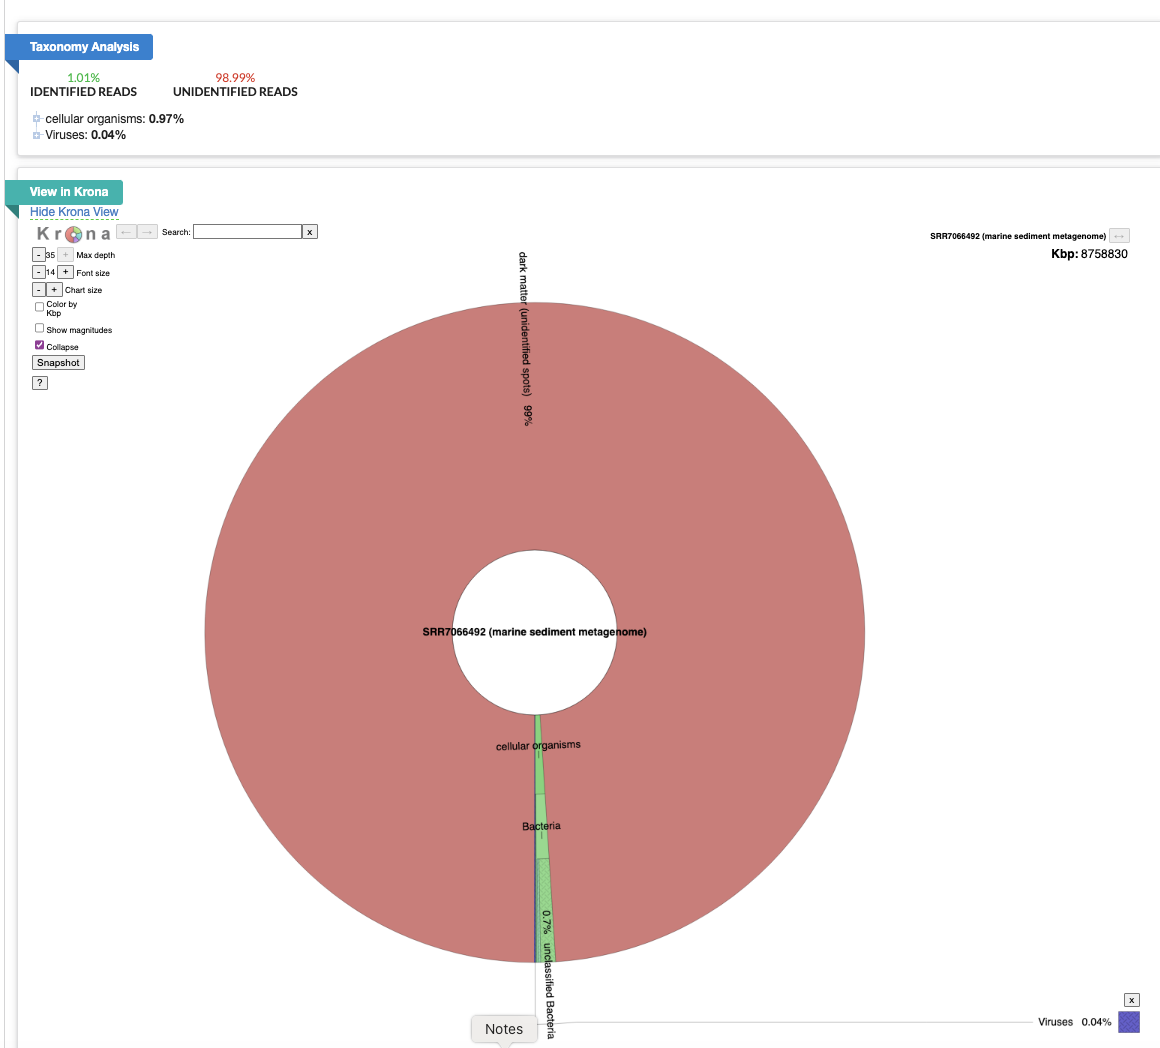 Taxonomy Analysis
1.01% 98.99%
IDENTIFIED READS UNIDENTIFIED READS
cellular organisms: 0.97%
Viruses: 0.04%
View in Krona
Hide Krona View
Krona ← → Search: x
SRR7066492 (marine sediment metagenome) ↔
Kbp: 8758830
- 35 + Max depth
- 14 + Font size
- + Chart size
Color by
Kbp
Show magnitudes
Collapse
Snapshot
?
dark matter (unidentified spots) 99%
SRR7066492 (marine sediment metagenome)
cellular organisms
Bacteria
0.7% unclassified Bacteria
x
Viruses 0.04%
Notes